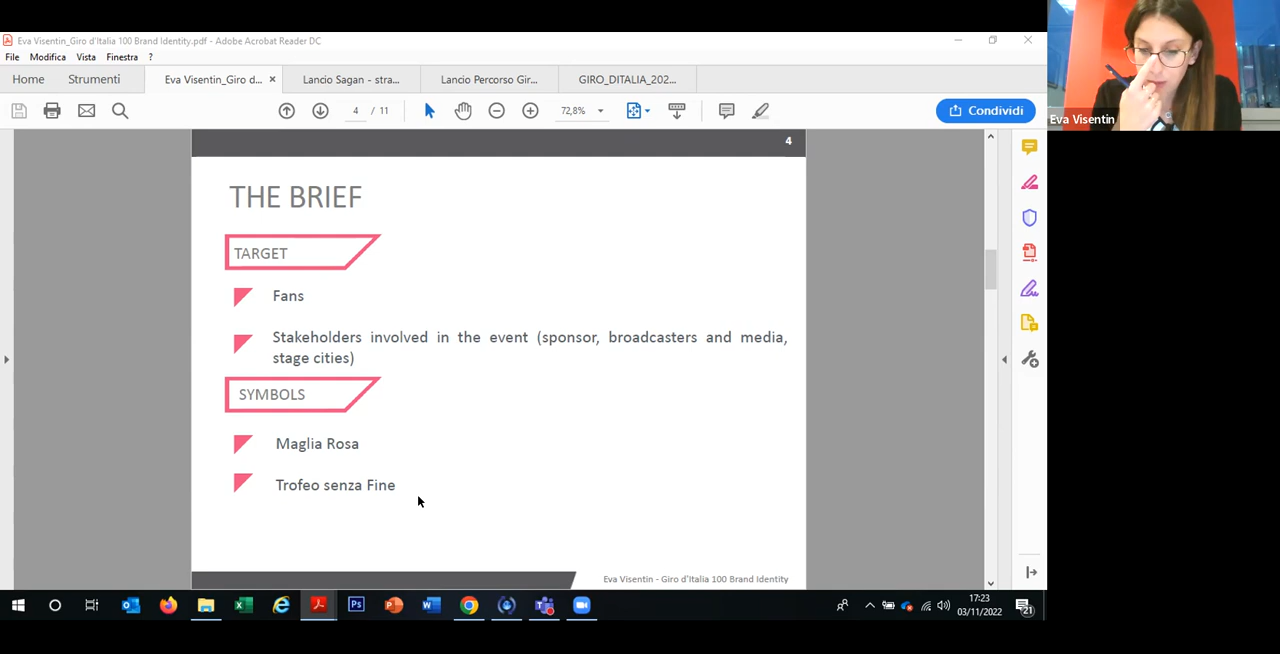 Eva Visentin_Giro d'Italia 100 Brand Identity.pdf - Adobe Acrobat Reader DC
File Modifica Vista Finestra ?
Home Strumenti Eva Visentin_Giro d... × Lancio Sagan - stra... Lancio Percorso Gir... GIRO_DITALIA_202...
4 / 11 72,8% Condividi
Eva Visentin
4
THE BRIEF
TARGET
Fans
Stakeholders involved in the event (sponsor, broadcasters and media,
stage cities)
SYMBOLS
Maglia Rosa
Trofeo senza Fine
Eva Visentin - Giro d'Italia 100 Brand Identity
17:23
03/11/2022
21